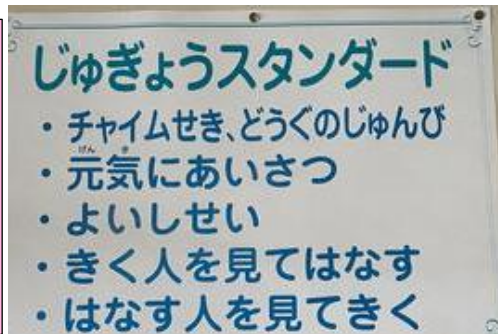 じゅぎょうスタンダード
・チャイムせき、どうぐのじゅんび
・元気にあいさつ
・よいしせい
・きく人を見てはなす
・はなす人を見てきく